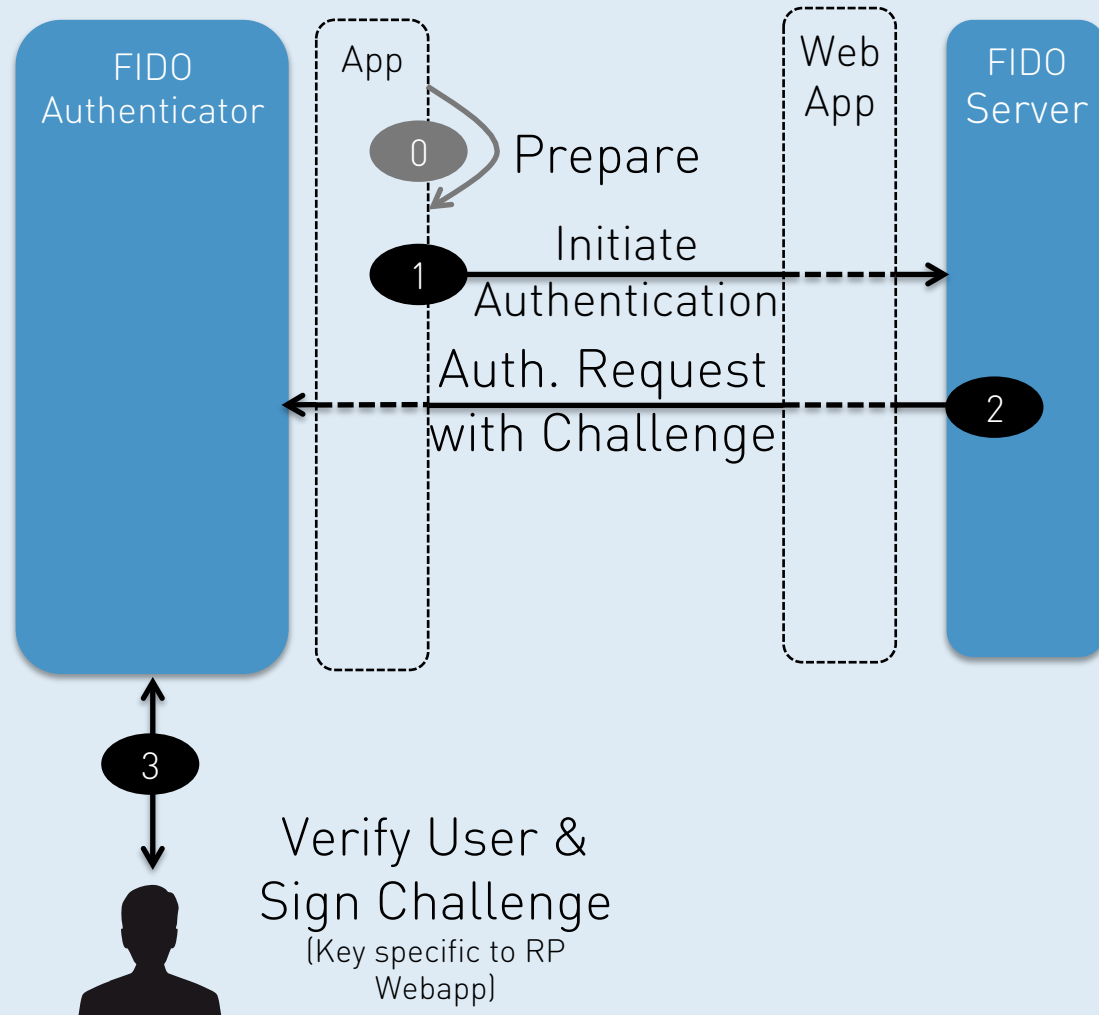 FIDO
Authenticator
App
Web
App
FIDO
Server
0
Prepare
1
Initiate
Authentication
Auth. Request
with Challenge
2
3
Verify User &
Sign Challenge
(Key specific to RP
Webapp)